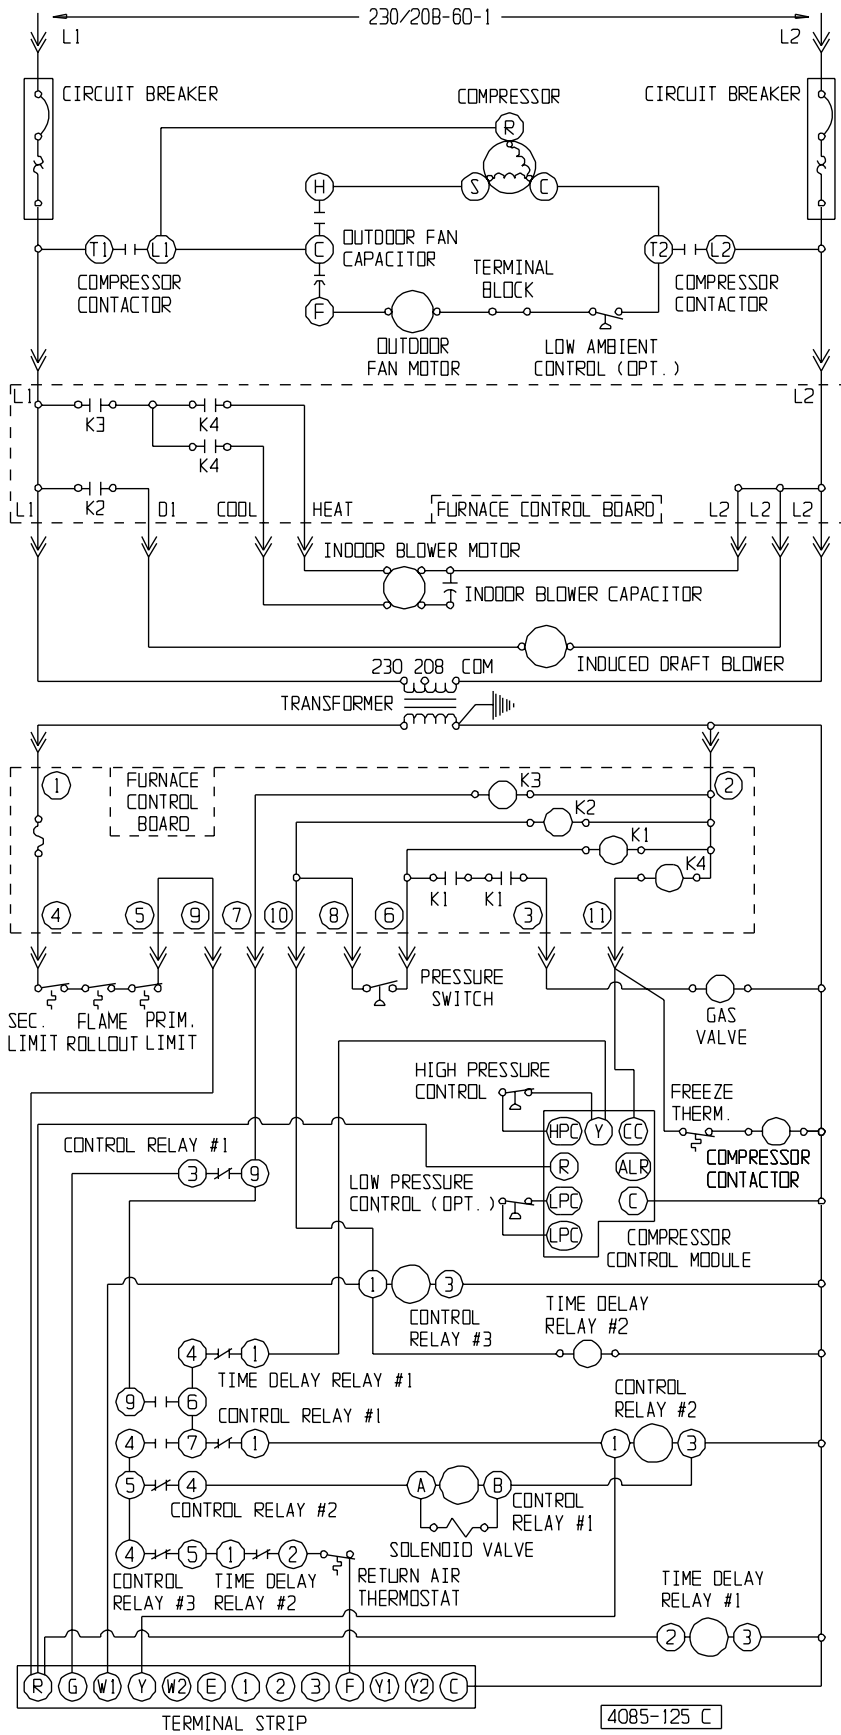 230/208-60-1
L1
L2
CIRCUIT BREAKER
COMPRESSOR
CIRCUIT BREAKER
R
H
S
C
T1
L1
C
OUTDOOR FAN
CAPACITOR
T2
L2
COMPRESSOR
CONTACTOR
TERMINAL
BLOCK
COMPRESSOR
CONTACTOR
F
OUTDOOR
FAN MOTOR
LOW AMBIENT
CONTROL (OPT.)
L1
L2
K3
K4
K4
L1
K2
D1
COOL
HEAT
FURNACE CONTROL BOARD
L2
L2
L2
INDOOR BLOWER MOTOR
INDOOR BLOWER CAPACITOR
INDUCED DRAFT BLOWER
230 208 COM
TRANSFORMER
1
FURNACE
CONTROL
BOARD
K3
2
K2
K1
K4
K1
K1
4
5
9
7
10
8
6
3
11
PRESSURE
SWITCH
SEC.
LIMIT
FLAME
ROLLOUT
PRIM.
LIMIT
GAS
VALVE
HIGH PRESSURE
CONTROL
FREEZE
THERM.
HPC
Y
CC
CONTROL RELAY #1
3
9
R
ALR
COMPRESSOR
CONTACTOR
LOW PRESSURE
CONTROL (OPT.)
LPC
C
LPC
COMPRESSOR
CONTROL MODULE
1
3
CONTROL
RELAY #3
TIME DELAY
RELAY #2
4
1
TIME DELAY RELAY #1
9
6
CONTROL RELAY #1
CONTROL
RELAY #2
4
7
1
1
3
5
4
CONTROL RELAY #2
A
B
CONTROL
RELAY #1
SOLENOID VALVE
4
5
1
2
CONTROL
RELAY #3
TIME DELAY
RELAY #2
RETURN AIR
THERMOSTAT
TIME DELAY
RELAY #1
2
3
R G W1 Y W2 E 1 2 3 F Y1 Y2 C
TERMINAL STRIP
4085-125 C